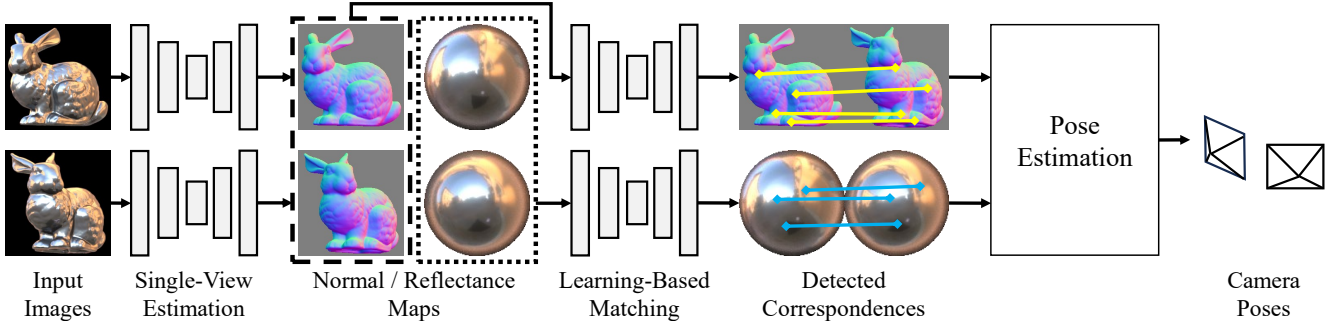 Pose
Estimation
Input
Images
Single-View
Estimation
Normal / Reflectance
Maps
Learning-Based
Matching
Detected
Correspondences
Camera
Poses